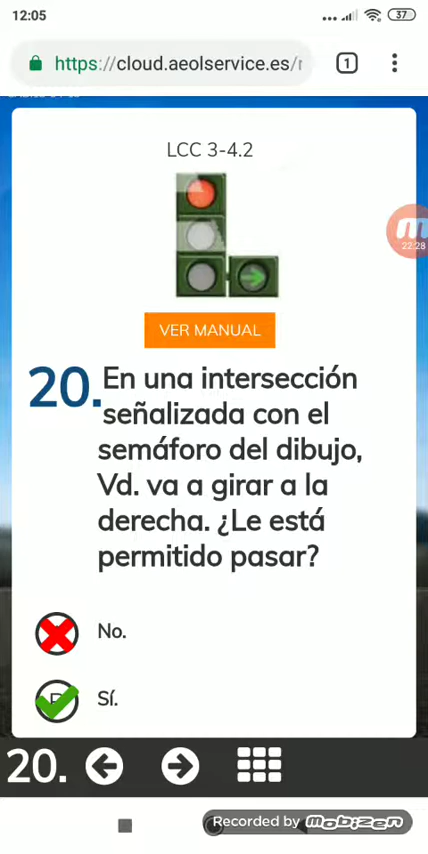 12:05
37
https://cloud.aeolservice.es/r
1
LCC 3-4.2
22:28
VER MANUAL
20. En una intersección
señalizada con el
semáforo del dibujo,
Vd. va a girar a la
derecha. ¿Le está
permitido pasar?
No.
Sí.
20.
Recorded by mobizen